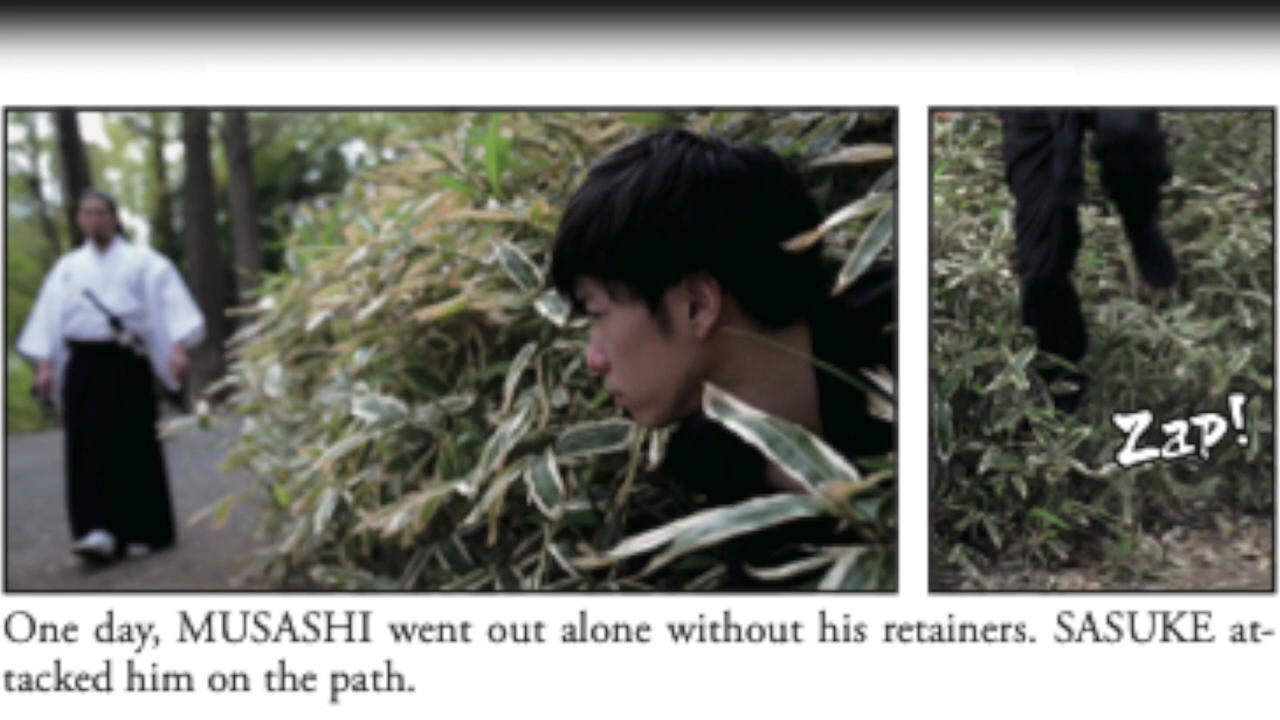 Zap!
One day, MUSASHI went out alone without his retainers. SASUKE at-
tacked him on the path.